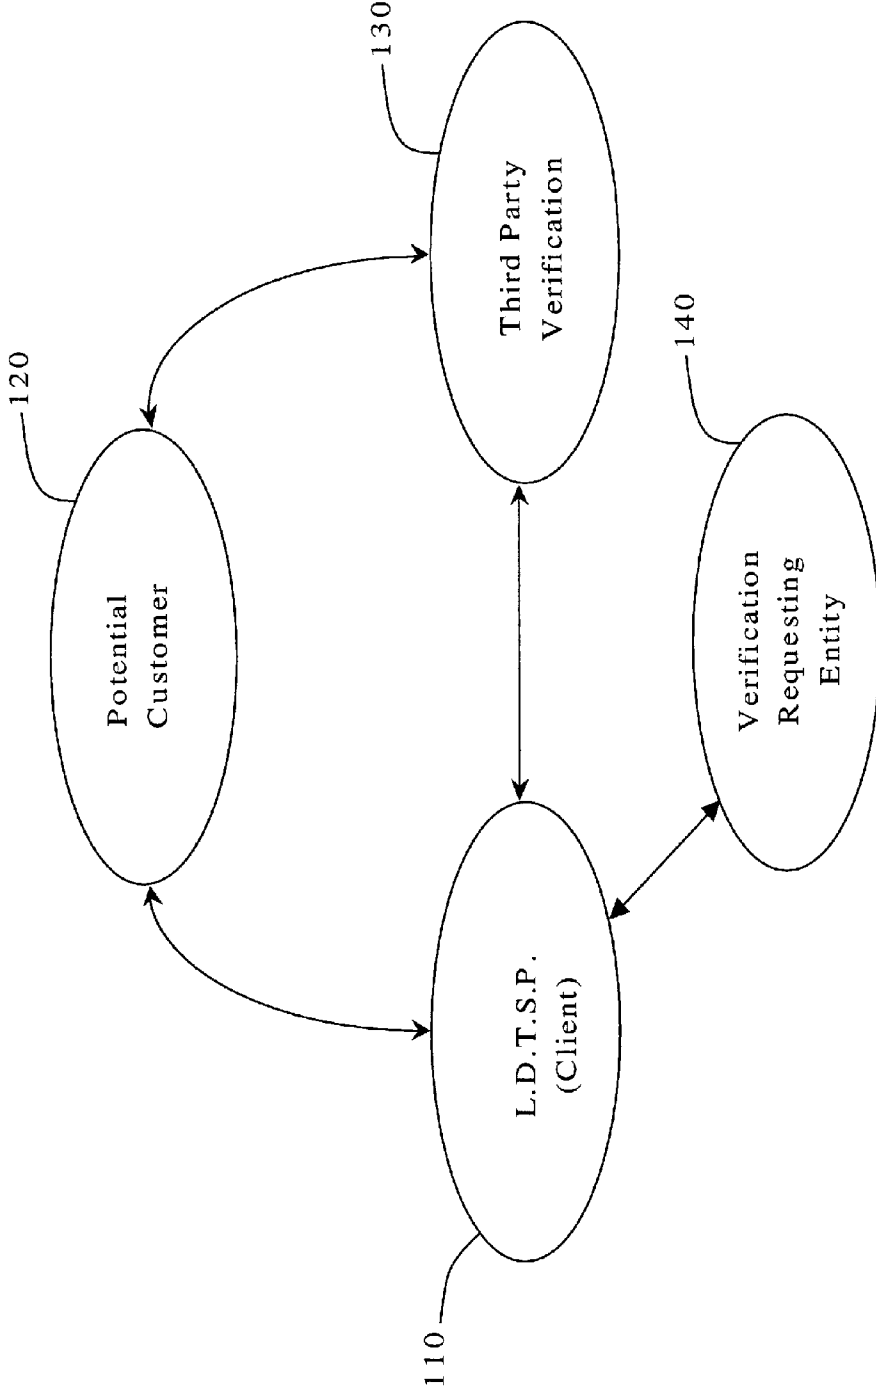 120
Potential
Customer
130
Third Party
Verification
110
L.D.T.S.P.
(Client)
140
Verification
Requesting
Entity